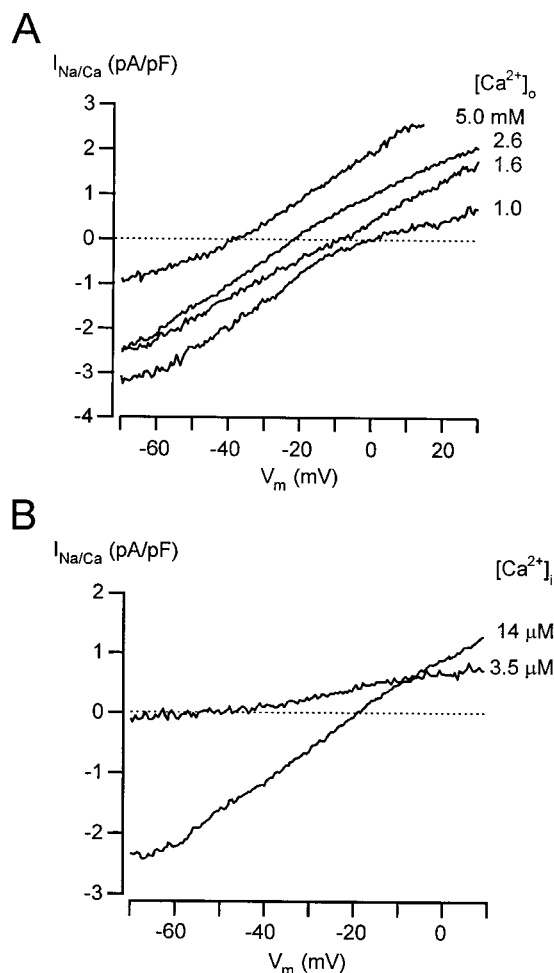 A
I Na/Ca (pA/pF)
[Ca2+]o
3
5.0 mM
2
2.6
1.6
1
1.0
0
-1
-2
-3
-4
-60 -40 -20 0 20
Vm (mV)
B
I Na/Ca (pA/pF)
[Ca2+]i
2
14 μM
1
3.5 μM
0
-1
-2
-3
-60 -40 -20 0
Vm (mV)